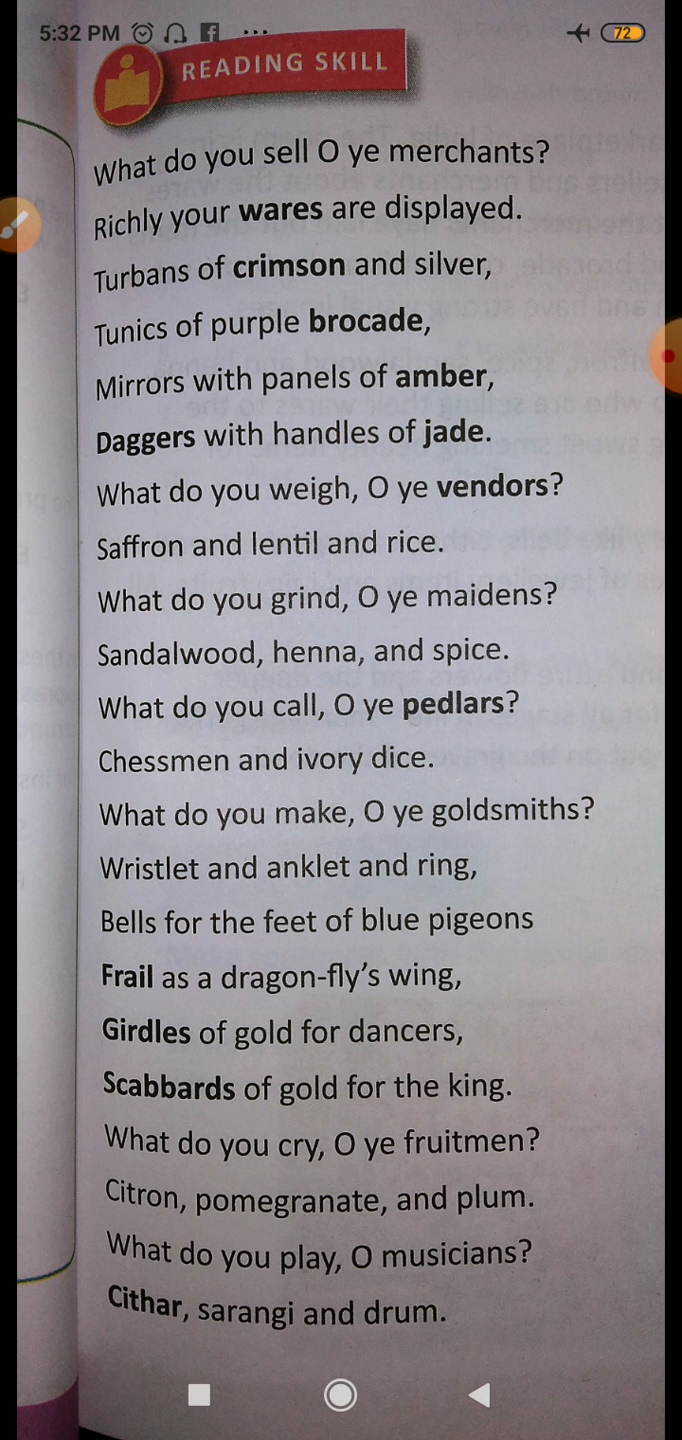 5:32 PM
72
READING SKILL
What do you sell O ye merchants?
Richly your wares are displayed.
Turbans of crimson and silver,
Tunics of purple brocade,
Mirrors with panels of amber,
Daggers with handles of jade.
What do you weigh, O ye vendors?
Saffron and lentil and rice.
What do you grind, O ye maidens?
Sandalwood, henna, and spice.
What do you call, O ye pedlars?
Chessmen and ivory dice.
What do you make, O ye goldsmiths?
Wristlet and anklet and ring,
Bells for the feet of blue pigeons
Frail as a dragon-fly’s wing,
Girdles of gold for dancers,
Scabbards of gold for the king.
What do you cry, O ye fruitmen?
Citron, pomegranate, and plum.
What do you play, O musicians?
Cithar, sarangi and drum.